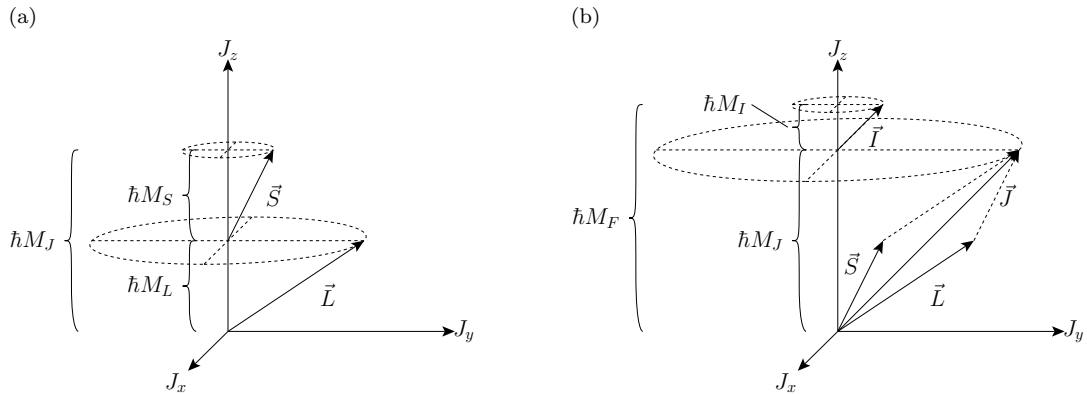 (a)
J_z
ħM_S
S⃗
ħM_J
ħM_L
L⃗
J_y
J_x
(b)
J_z
ħM_I
I⃗
ħM_F
J⃗
ħM_J
S⃗
L⃗
J_y
J_x